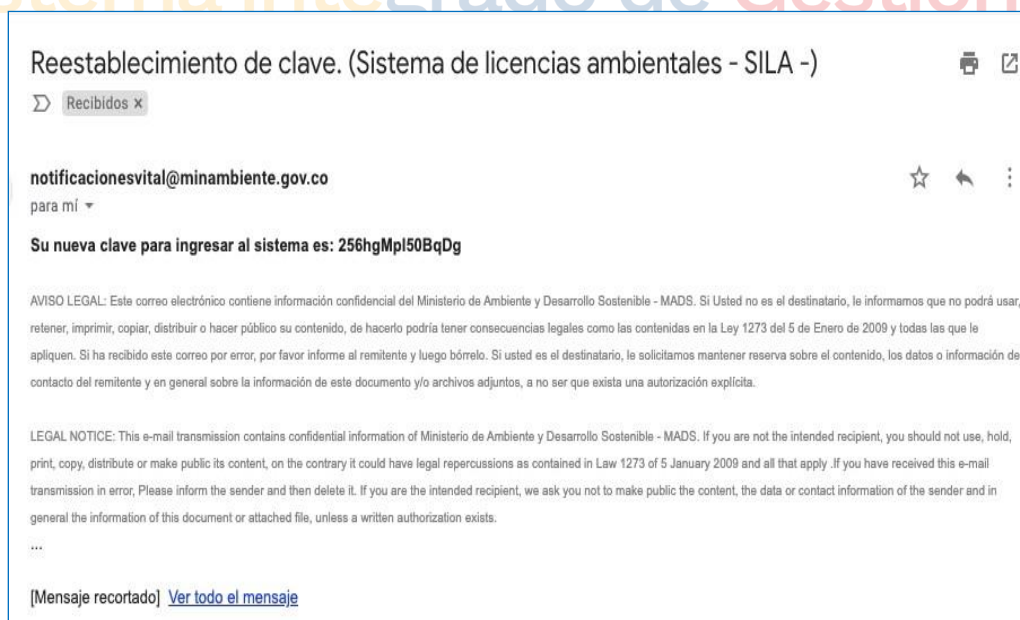 Sistema Integrado de Gestión
Reestablecimiento de clave. (Sistema de licencias ambientales - SILA -)
Recibidos ×
notificacionesvital@minambiente.gov.co
para mí
Su nueva clave para ingresar al sistema es: 256hgMpl50BqDg
AVISO LEGAL: Este correo electrónico contiene información confidencial del Ministerio de Ambiente y Desarrollo Sostenible - MADS. Si Usted no es el destinatario, le informamos que no podrá usar,
retener, imprimir, copiar, distribuir o hacer público su contenido, de hacerlo podría tener consecuencias legales como las contenidas en la Ley 1273 del 5 de Enero de 2009 y todas las que le
apliquen. Si ha recibido este correo por error, por favor informe al remitente y luego bórrelo. Si usted es el destinatario, le solicitamos mantener reserva sobre el contenido, los datos o información de
contacto del remitente y en general sobre la información de este documento y/o archivos adjuntos, a no ser que exista una autorización explícita.
LEGAL NOTICE: This e-mail transmission contains confidential information of Ministerio de Ambiente y Desarrollo Sostenible - MADS. If you are not the intended recipient, you should not use, hold,
print, copy, distribute or make public its content, on the contrary it could have legal repercussions as contained in Law 1273 of 5 January 2009 and all that apply .If you have received this e-mail
transmission in error, Please inform the sender and then delete it. If you are the intended recipient, we ask you not to make public the content, the data or contact information of the sender and in
general the information of this document or attached file, unless a written authorization exists.
...
[Mensaje recortado] Ver todo el mensaje